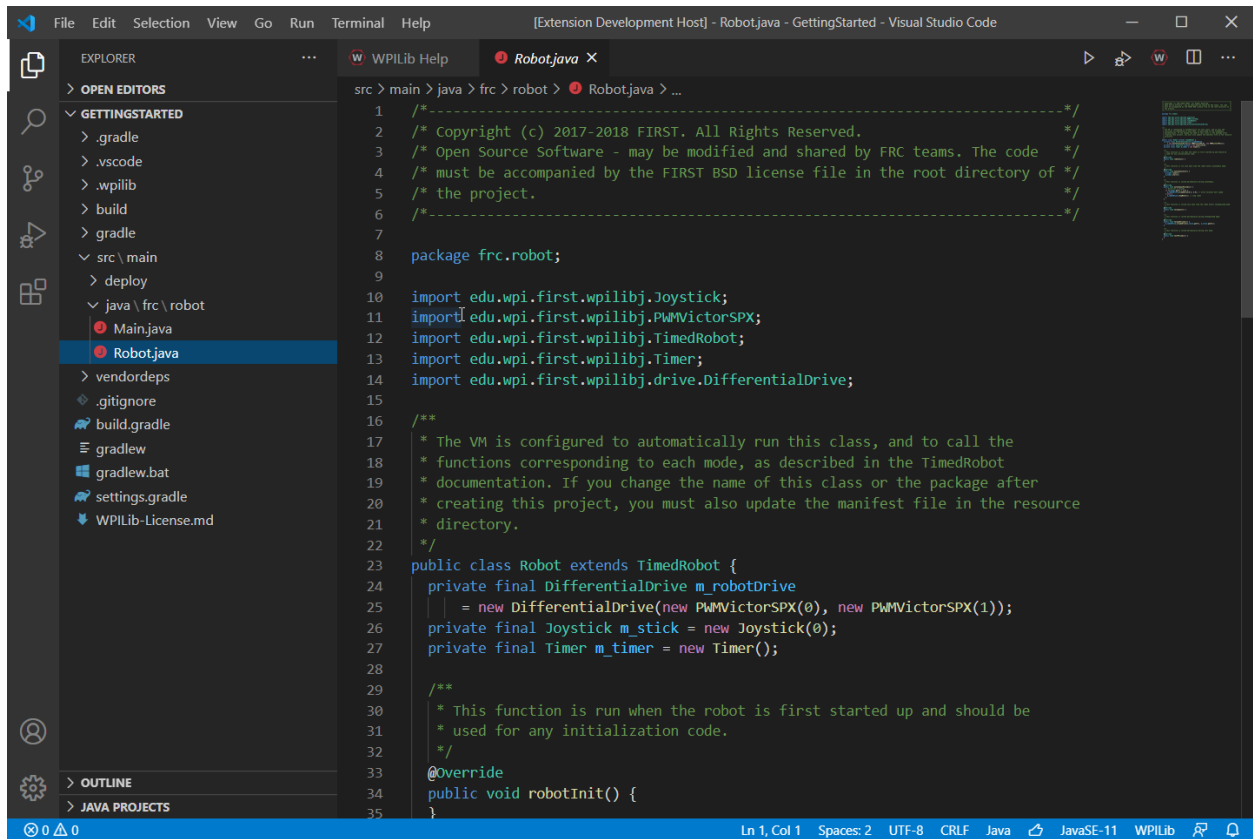 File Edit Selection View Go Run Terminal Help [Extension Development Host] - Robot.java - GettingStarted - Visual Studio Code
EXPLORER
OPEN EDITORS
GETTINGSTARTED
.gradle
.vscode
.wpilib
build
gradle
src \ main
deploy
java \ frc \ robot
J Main.java
J Robot.java
vendordeps
.gitignore
build.gradle
gradlew
gradlew.bat
settings.gradle
WPILib-License.md
OUTLINE
JAVA PROJECTS
W WPILib Help J Robot.java W
src > main > java > frc > robot > J Robot.java > ...
1 /*----------------------------------------------------------------------------*/
2 /* Copyright (c) 2017-2018 FIRST. All Rights Reserved. */
3 /* Open Source Software - may be modified and shared by FRC teams. The code */
4 /* must be accompanied by the FIRST BSD license file in the root directory of */
5 /* the project. */
6 /*----------------------------------------------------------------------------*/
7
8 package frc.robot;
9
10 import edu.wpi.first.wpilibj.Joystick;
11 import edu.wpi.first.wpilibj.PWMVictorSPX;
12 import edu.wpi.first.wpilibj.TimedRobot;
13 import edu.wpi.first.wpilibj.Timer;
14 import edu.wpi.first.wpilibj.drive.DifferentialDrive;
15
16 /**
17 * The VM is configured to automatically run this class, and to call the
18 * functions corresponding to each mode, as described in the TimedRobot
19 * documentation. If you change the name of this class or the package after
20 * creating this project, you must also update the manifest file in the resource
21 * directory.
22 */
23 public class Robot extends TimedRobot {
24 private final DifferentialDrive m_robotDrive
25 = new DifferentialDrive(new PWMVictorSPX(0), new PWMVictorSPX(1));
26 private final Joystick m_stick = new Joystick(0);
27 private final Timer m_timer = new Timer();
28
29 /**
30 * This function is run when the robot is first started up and should be
31 * used for any initialization code.
32 */
33 @Override
34 public void robotInit() {
35 }
0 0 Ln 1, Col 1 Spaces: 2 UTF-8 CRLF Java JavaSE-11 WPILib